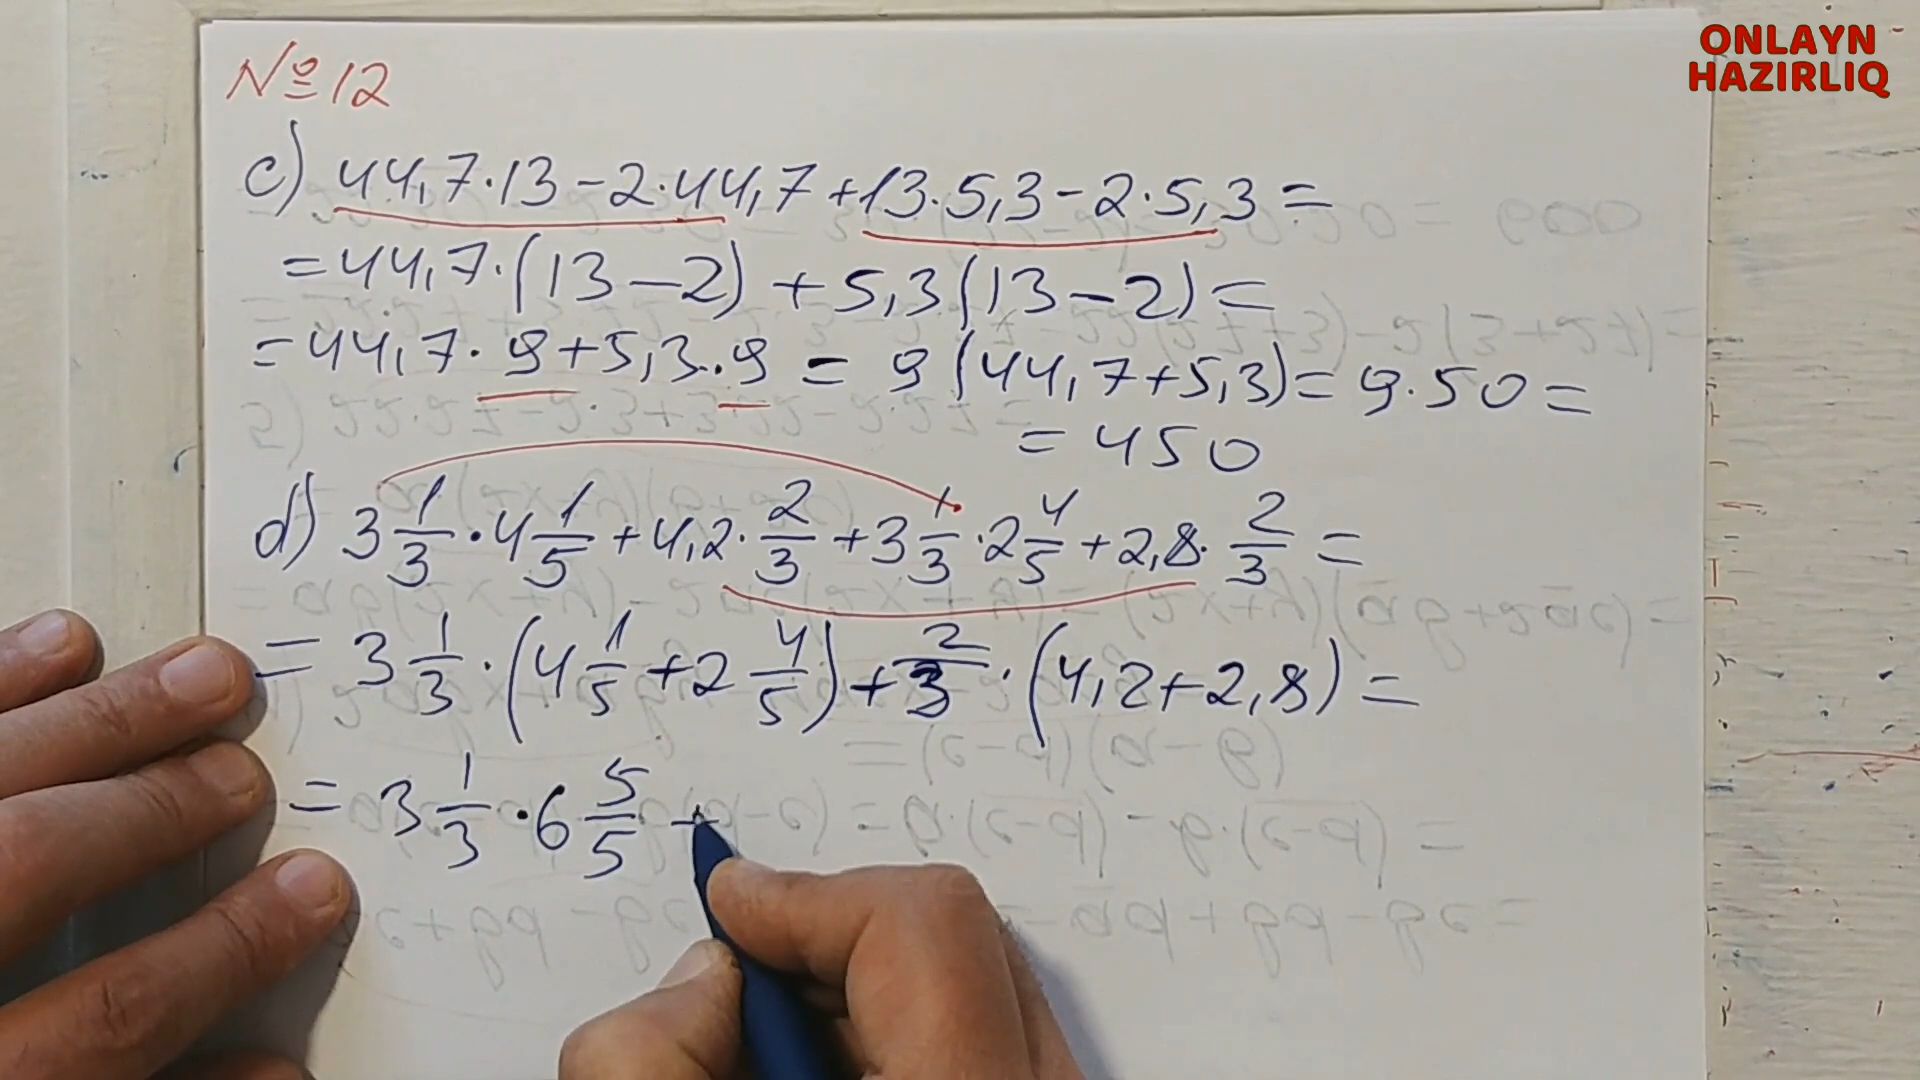 ONLAYN
HAZIRLIQ
№12
c) 44,7·13-2·44,7+13·5,3-2·5,3=
=44,7·(13-2)+5,3(13-2)=
=44,7·9+5,3·9=9(44,7+5,3)=9·50=
=450
d) 3 1/3·4 1/5+4,2·2/3+3 1/3·2 4/5+2,8·2/3=
=3 1/3·(4 1/5+2 4/5)+2/3·(4,2+2,8)=
=3 1/3·6 5/5+